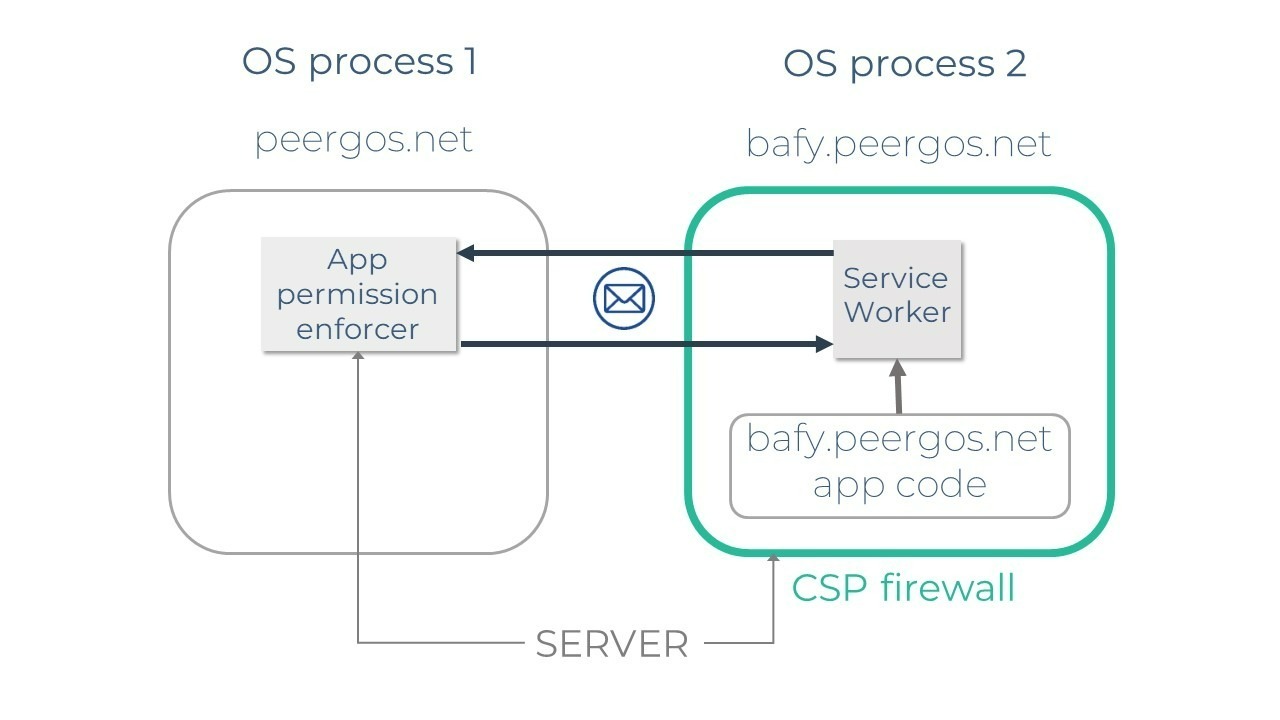 OS process 1
OS process 2
peergos.net
bafy.peergos.net
App
permission
enforcer
Service
Worker
bafy.peergos.net
app code
CSP firewall
SERVER